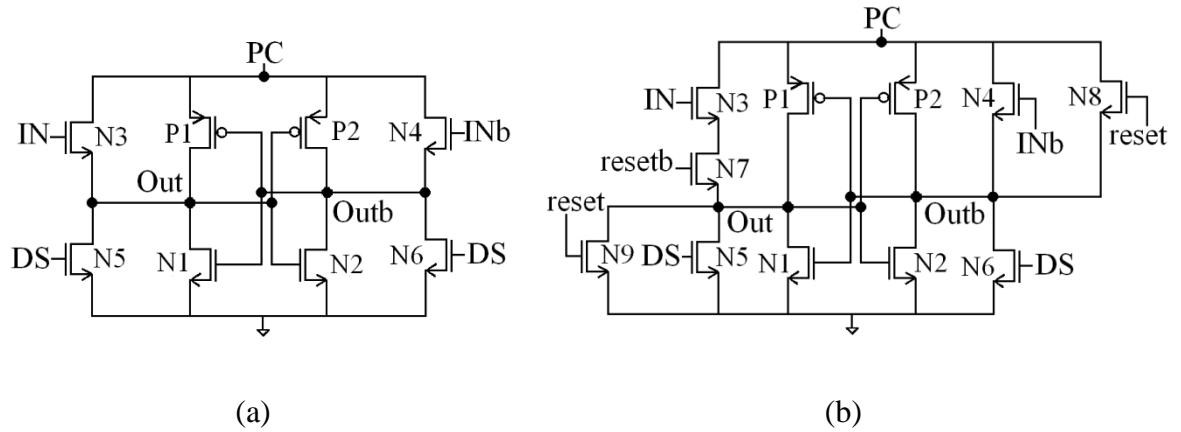 PC
IN
N3
P1
P2
N4
INb
Out
Outb
DS
N5
N1
N2
N6
DS
(a)
PC
IN
N3
P1
P2
N4
N8
INb
reset
resetb
N7
reset
Out
Outb
N9
DS
N5
N1
N2
N6
DS
(b)